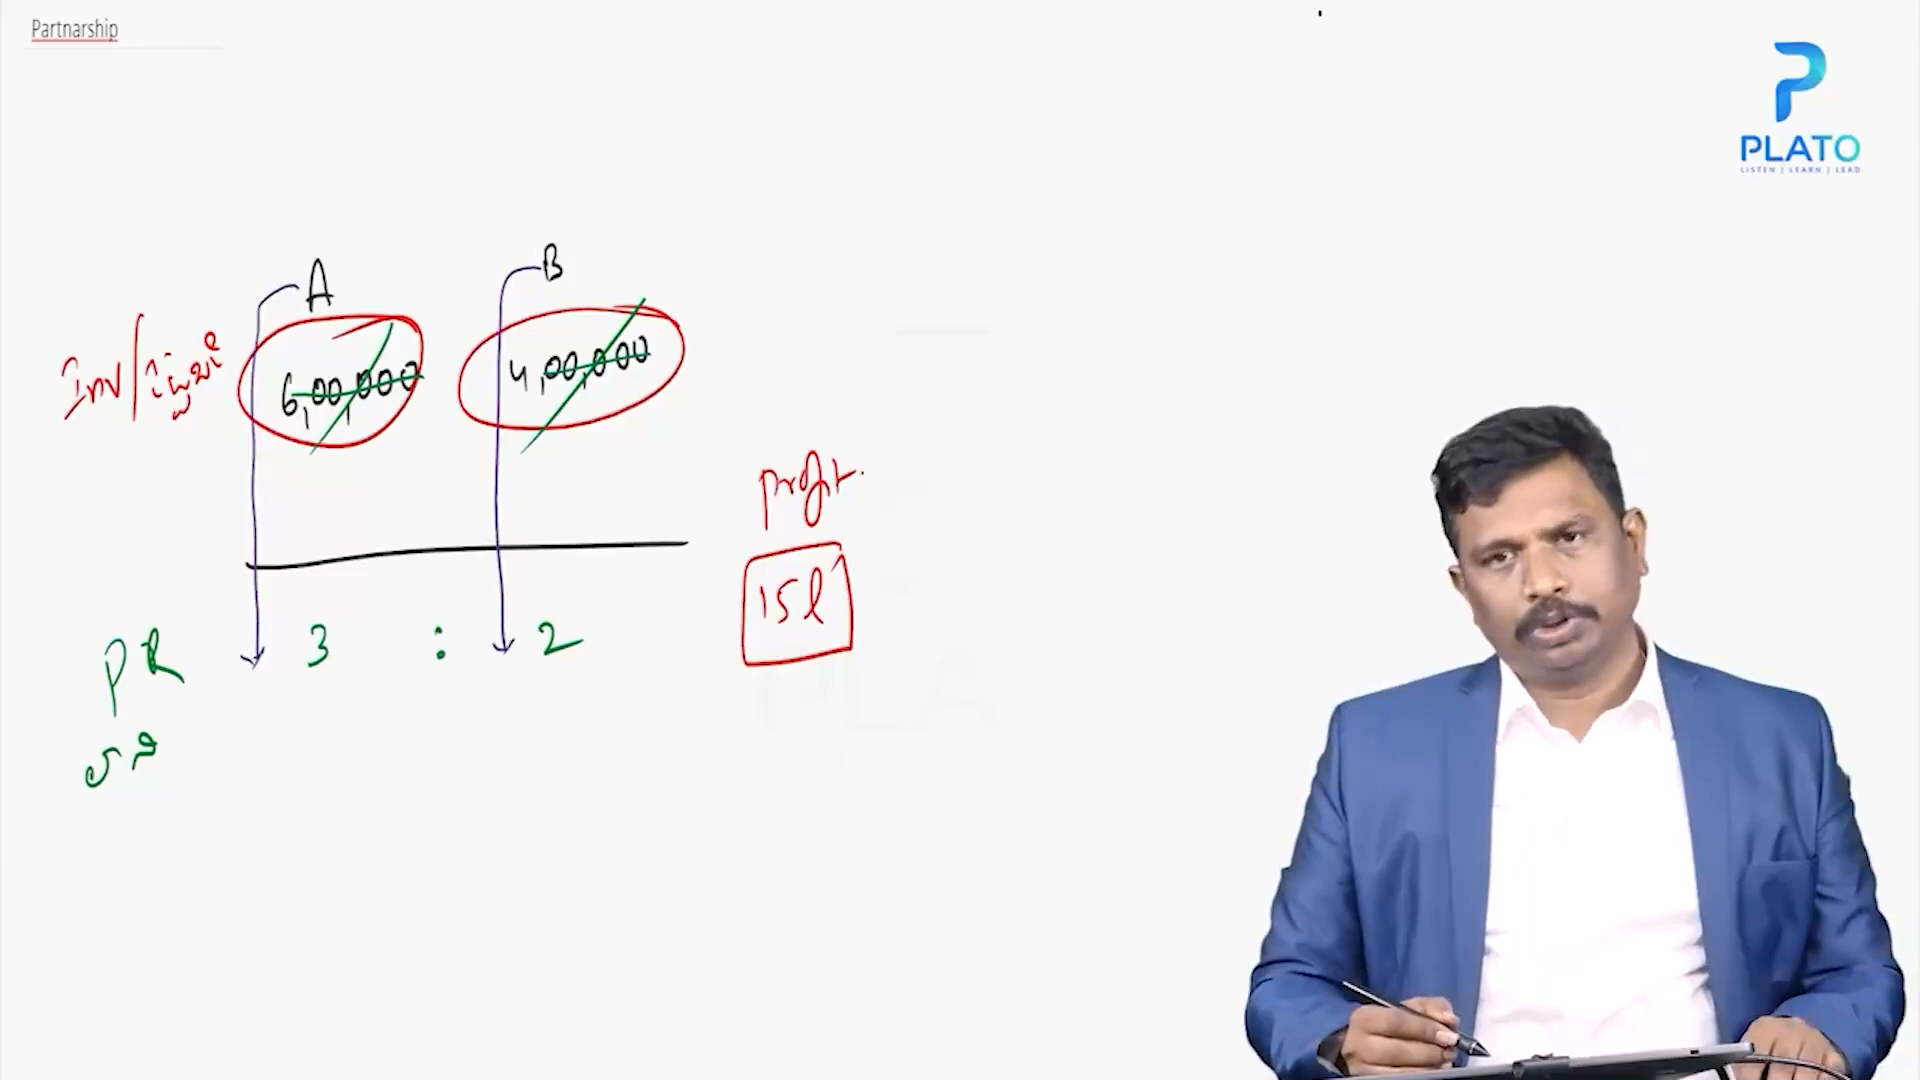 Partnarship
PLATO
LISTEN | LEARN | LEAD
A B
Inv/
6,00,000 4,00,000
Profit.
15l
PR 3 : 2